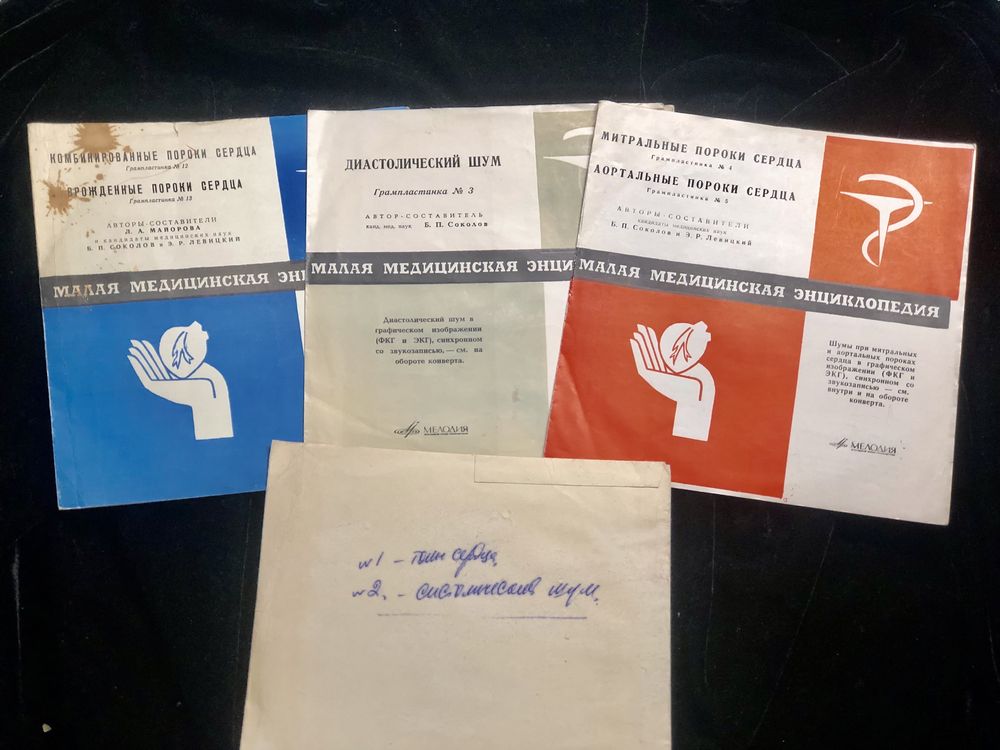 КОМБИНИРОВАННЫЕ ПОРОКИ СЕРДЦА
Грампластинка № 12
ВРОЖДЕННЫЕ ПОРОКИ СЕРДЦА
Грампластинка № 13
АВТОРЫ-СОСТАВИТЕЛИ
Л. А. МАЙОРОВА
и кандидаты медицинских наук
Б. П. СОКОЛОВ и Э. Р. ЛЕВИЦКИЙ
МАЛАЯ МЕДИЦИНСКАЯ ЭН
ДИАСТОЛИЧЕСКИЙ ШУМ
Грампластинка № 3
АВТОР-СОСТАВИТЕЛЬ
канд. мед. наук Б. П. Соколов
МАЛАЯ МЕДИЦИНСКАЯ ЭНЦИ
Диастолический шум в
графическом изображении
(ФКГ и ЭКГ), синхронном
со звукозаписью, — см. на
обороте конверта.
МЕЛОДИЯ
МИТРАЛЬНЫЕ ПОРОКИ СЕРДЦА
Грампластинка № 4
АОРТАЛЬНЫЕ ПОРОКИ СЕРДЦА
Грампластинка № 5
АВТОРЫ-СОСТАВИТЕЛИ
кандидаты медицинских наук
Б. П. Соколов и Э. Р. Левицкий
МАЛАЯ МЕДИЦИНСКАЯ ЭНЦИКЛОПЕДИЯ
Шумы при митральных
и аортальных пороках
сердца в графическом
изображении (ФКГ и
ЭКГ), синхронном со
звукозаписью — см.
внутри и на обороте
конверта.
МЕЛОДИЯ
№1 – тоны сердца,
№2. – систолический шум.